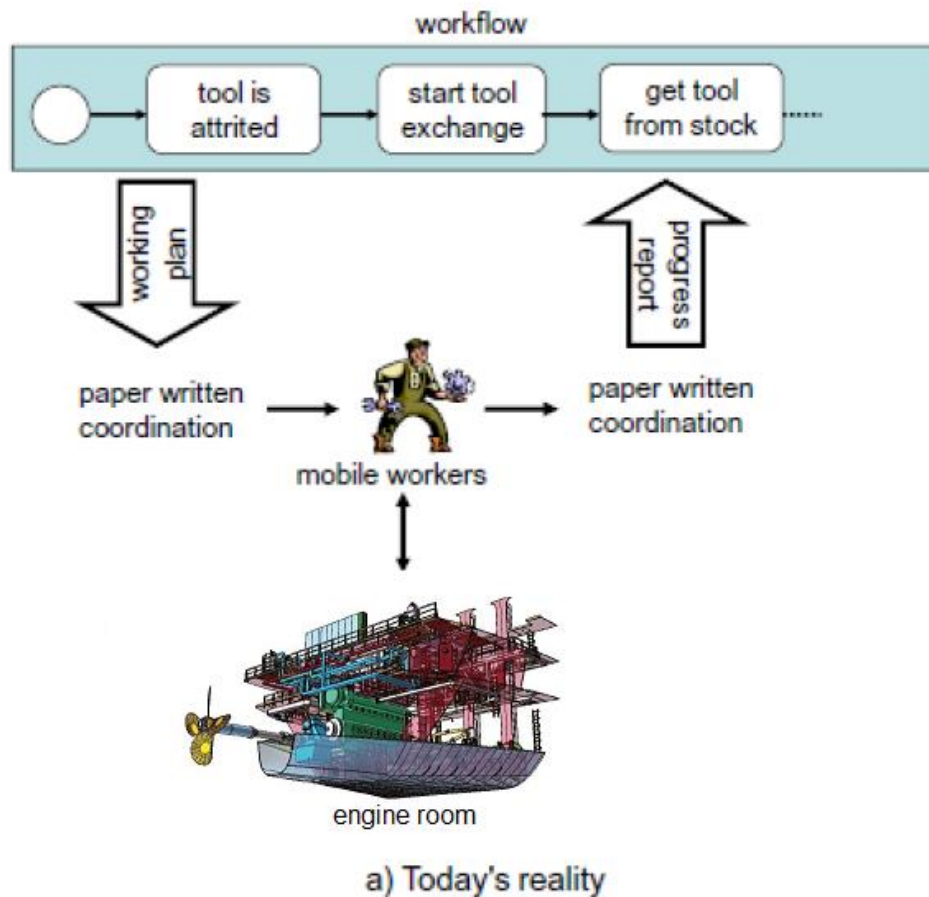 workflow
tool is
attrited
start tool
exchange
get tool
from stock
working
plan
progress
report
paper written
coordination
paper written
coordination
mobile workers
engine room
a) Today's reality